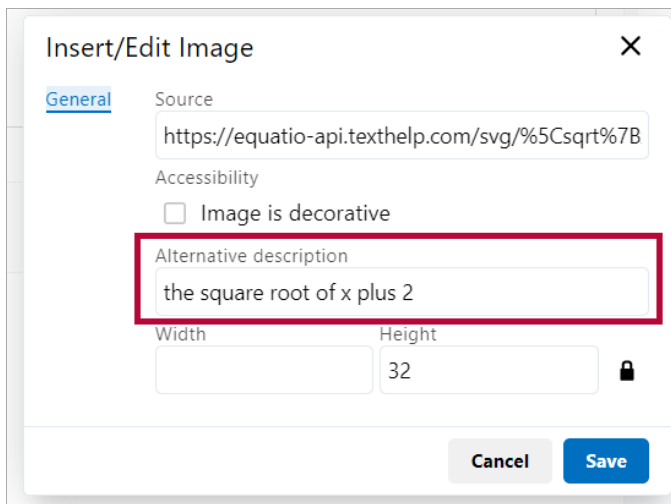 Insert/Edit Image
General
Source
https://equatio-api.texthelp.com/svg/%5Csqrt%7B
Accessibility
Image is decorative
Alternative description
the square root of x plus 2
Width Height
32
Cancel Save